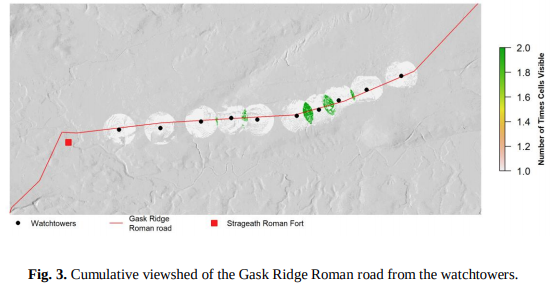 2.0
1.8
1.6
1.4
1.2
1.0
Number of Times Cells Visible
Watchtowers
Gask Ridge
Roman road
Strageath Roman Fort
Fig. 3. Cumulative viewshed of the Gask Ridge Roman road from the watchtowers.